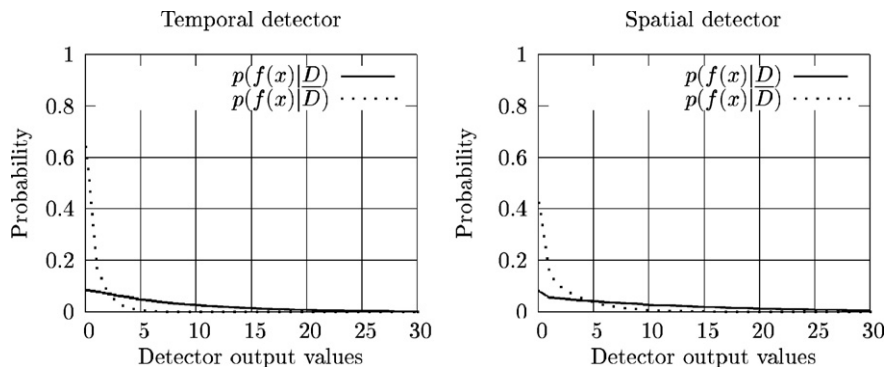 Temporal detector
Probability
1
0.8
0.6
0.4
0.2
0
p(f(x)|D)
p(f(x)|D̅)
0 5 10 15 20 25 30
Detector output values
Spatial detector
Probability
1
0.8
0.6
0.4
0.2
0
p(f(x)|D)
p(f(x)|D̅)
0 5 10 15 20 25 30
Detector output values